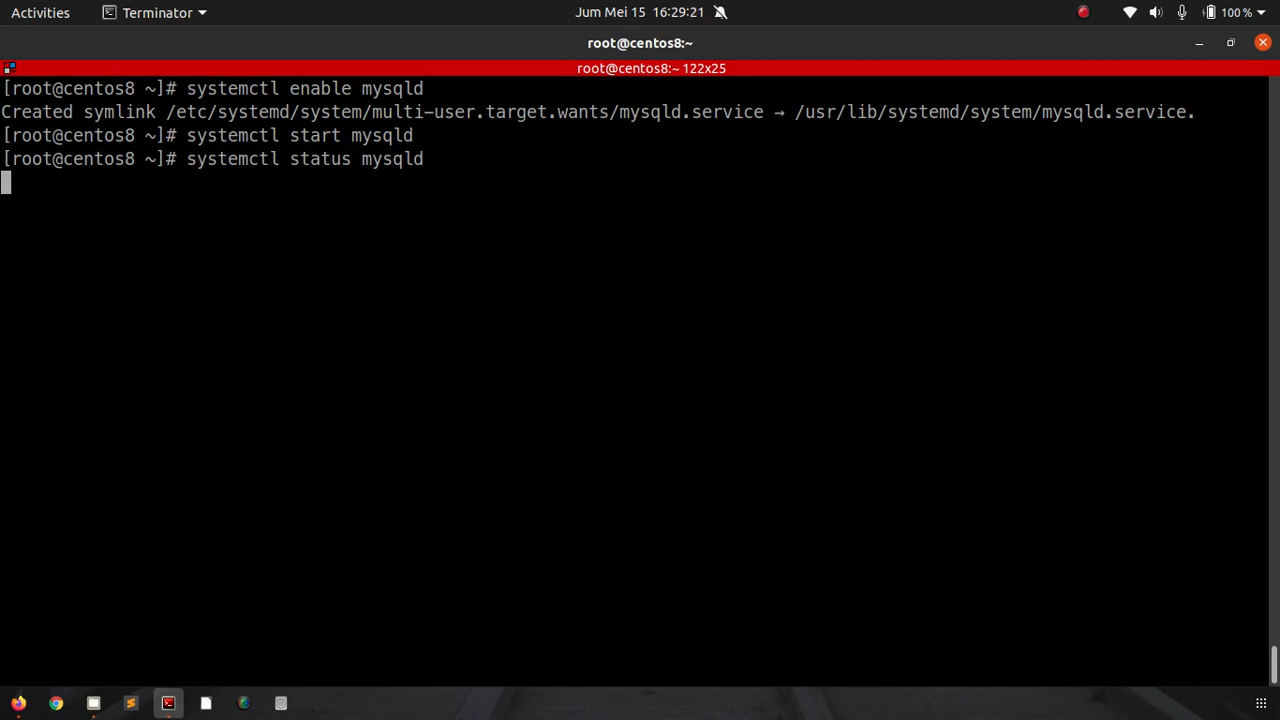 Activities Terminator Jum Mei 15 16:29:21 100 %
root@centos8:~
root@centos8:~ 122x25
[root@centos8 ~]# systemctl enable mysqld
Created symlink /etc/systemd/system/multi-user.target.wants/mysqld.service → /usr/lib/systemd/system/mysqld.service.
[root@centos8 ~]# systemctl start mysqld
[root@centos8 ~]# systemctl status mysqld